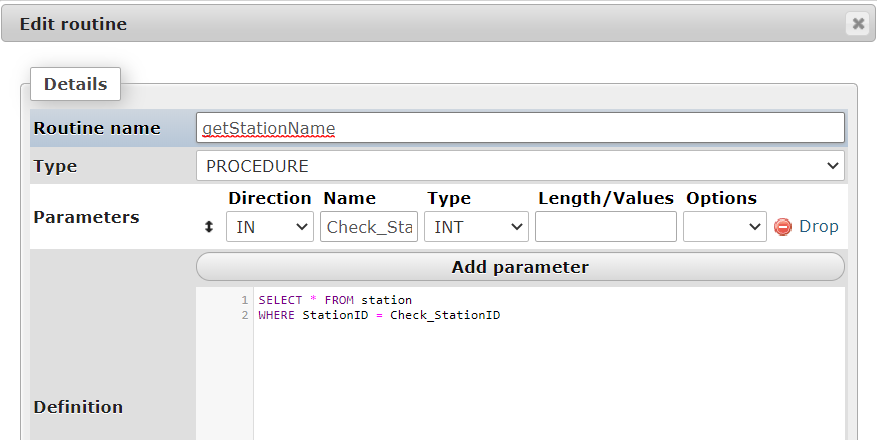 Edit routine
Details
Routine name getStationName
Type PROCEDURE
Direction Name Type Length/Values Options
Parameters IN Check_Sta INT Drop
Add parameter
1 SELECT * FROM station
2 WHERE StationID = Check_StationID
Definition